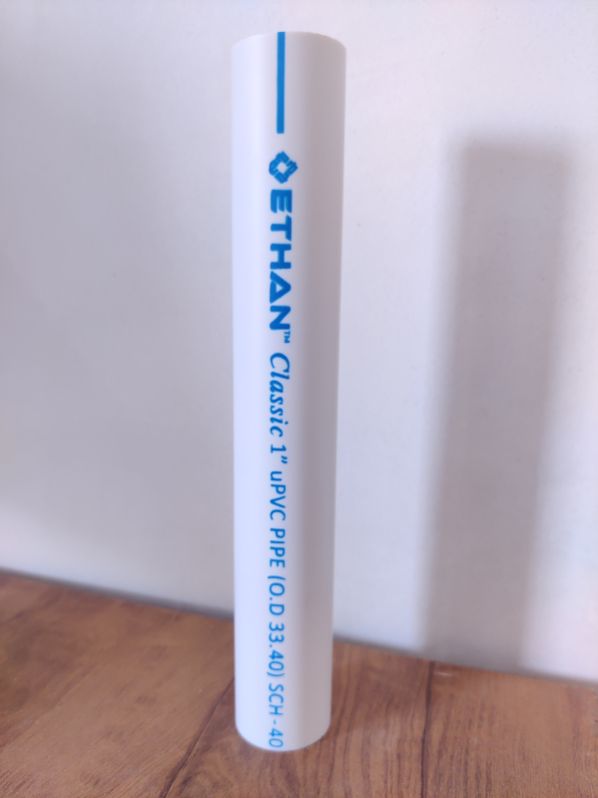 ETHAN™ Classic 1" uPVC PIPE (O.D 33.40) SCH - 40